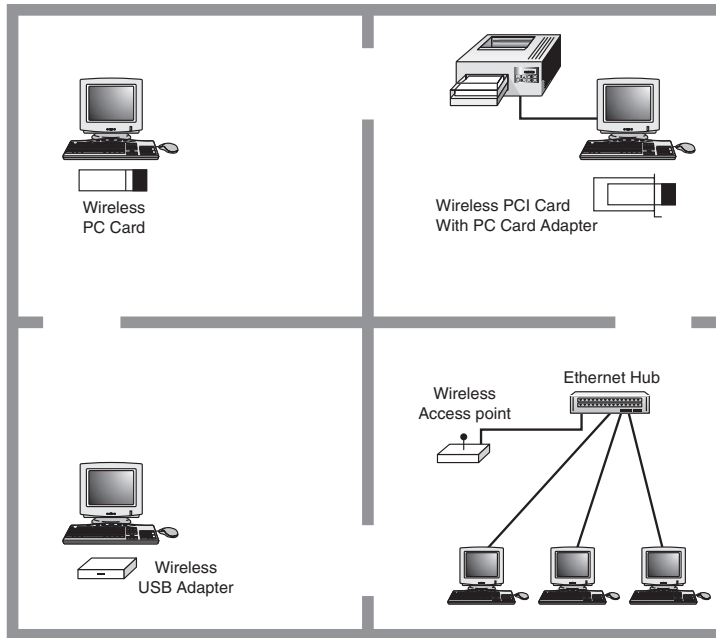 Wireless
PC Card
Wireless PCI Card
With PC Card Adapter
Wireless
Access point
Ethernet Hub
Wireless
USB Adapter